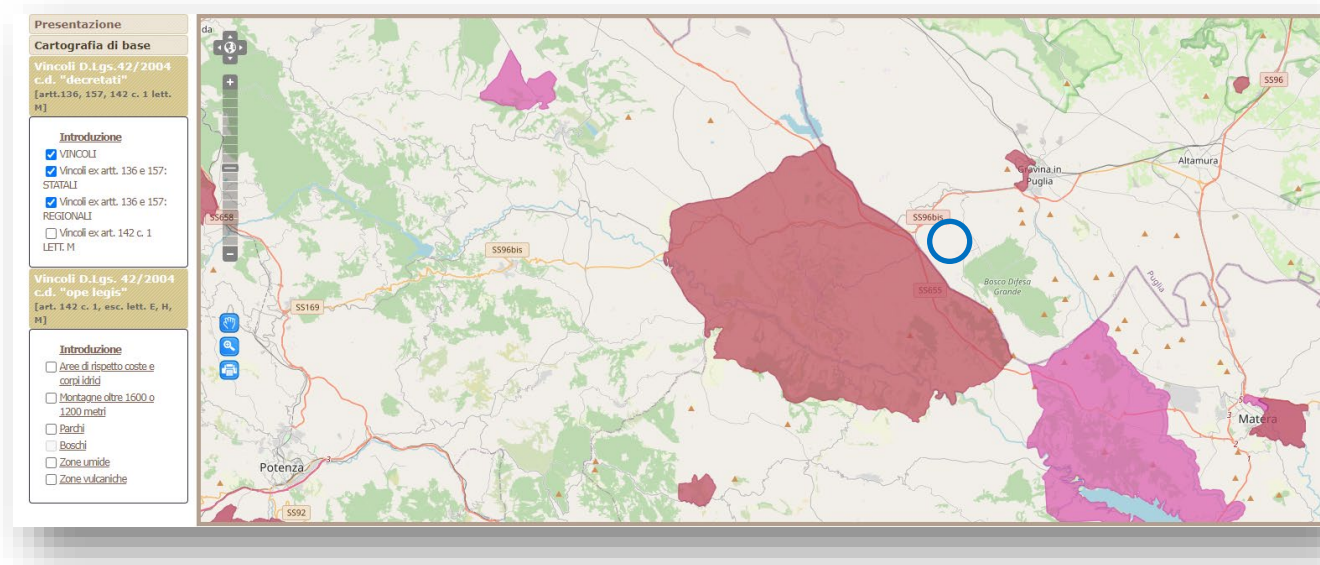 Presentazione
Cartografia di base
Vincoli D.Lgs.42/2004
c.d. "decretati"
[artt.136, 157, 142 c. 1 lett.
M]
Introduzione
VINCOLI
Vincoli ex artt. 136 e 157:
STATALI
Vincoli ex artt. 136 e 157:
REGIONALI
Vincoli ex art. 142 c. 1
LETT. M
Vincoli D.Lgs. 42/2004
c.d. "ope legis"
[art. 142 c. 1, esc. lett. E, H,
M]
Introduzione
Aree di rispetto coste e
corpi idrici
Montagne oltre 1600 o
1200 metri
Parchi
Boschi
Zone umide
Zone vulcaniche
da
SS96
Altamura
Gravina in
Puglia
SS658
SS96bis
SS96bis
Bosco Difesa
Grande
Puglia
SS655
SS169
5
3
Matera
2
Potenza
3
SS92